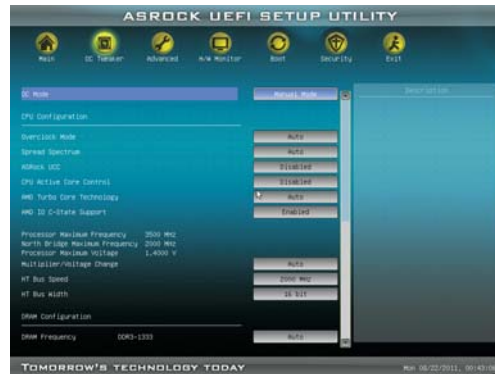 ASROCK UEFI SETUP UTILITY
Main OC Tweaker Advanced H/W Monitor Boot Security Exit
OC Mode Manual Mode
Description
CPU Configuration
Overclock Mode Auto
Spread Spectrum Auto
ASRock UCC Disabled
CPU Active Core Control Disabled
AMD Turbo Core Technology Auto
AMD IO C-State Support Enabled
Processor Maximum Frequency 3500 MHz
North Bridge Maximum Frequency 2000 MHz
Processor Maximum Voltage 1.4000 V
Multiplier/Voltage Change Auto
HT Bus Speed 2000 MHz
HT Bus Width 16 bit
DRAM Configuration
DRAM Frequency DDR3-1333 Auto
TOMORROW'S TECHNOLOGY TODAY
Mon 08/22/2011,